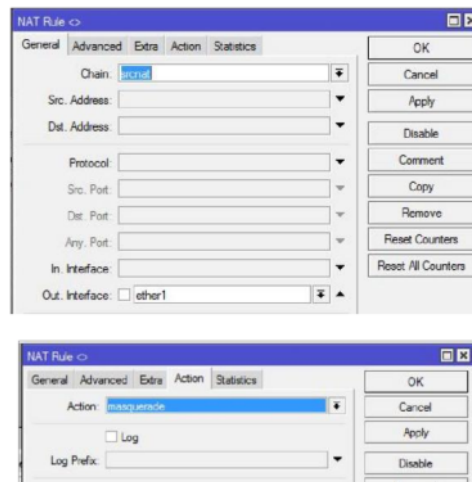 NAT Rule <>
General Advanced Extra Action Statistics
OK
Chain: srcnat
Cancel
Src. Address:
Apply
Dst. Address:
Disable
Protocol:
Comment
Src. Port:
Copy
Dst. Port:
Remove
Any. Port:
Reset Counters
In. Interface:
Reset All Counters
Out. Interface: ether1
NAT Rule <>
General Advanced Extra Action Statistics
OK
Action: masquerade
Cancel
Log
Apply
Log Prefix:
Disable